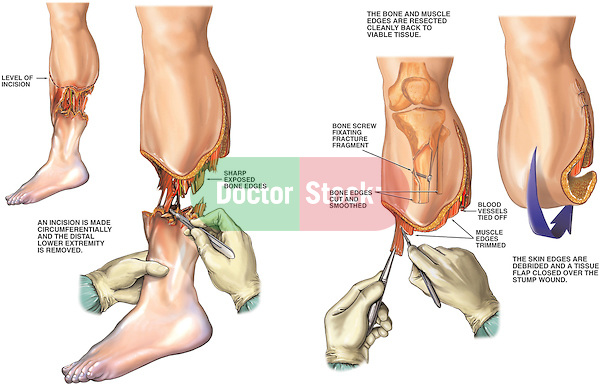 LEVEL OF
INCISION
AN INCISION IS MADE
CIRCUMFERENTIALLY
AND THE DISTAL
LOWER EXTREMITY
IS REMOVED.
SHARP
EXPOSED
BONE EDGES
THE BONE AND MUSCLE
EDGES ARE RESECTED
CLEANLY BACK TO
VIABLE TISSUE.
BONE SCREW
FIXATING
FRACTURE
FRAGMENT
BONE EDGES
CUT AND
SMOOTHED
BLOOD
VESSELS
TIED OFF
MUSCLE
EDGES
TRIMMED
THE SKIN EDGES ARE
DEBRIDED AND A TISSUE
FLAP CLOSED OVER THE
STUMP WOUND.
Doctor Stock